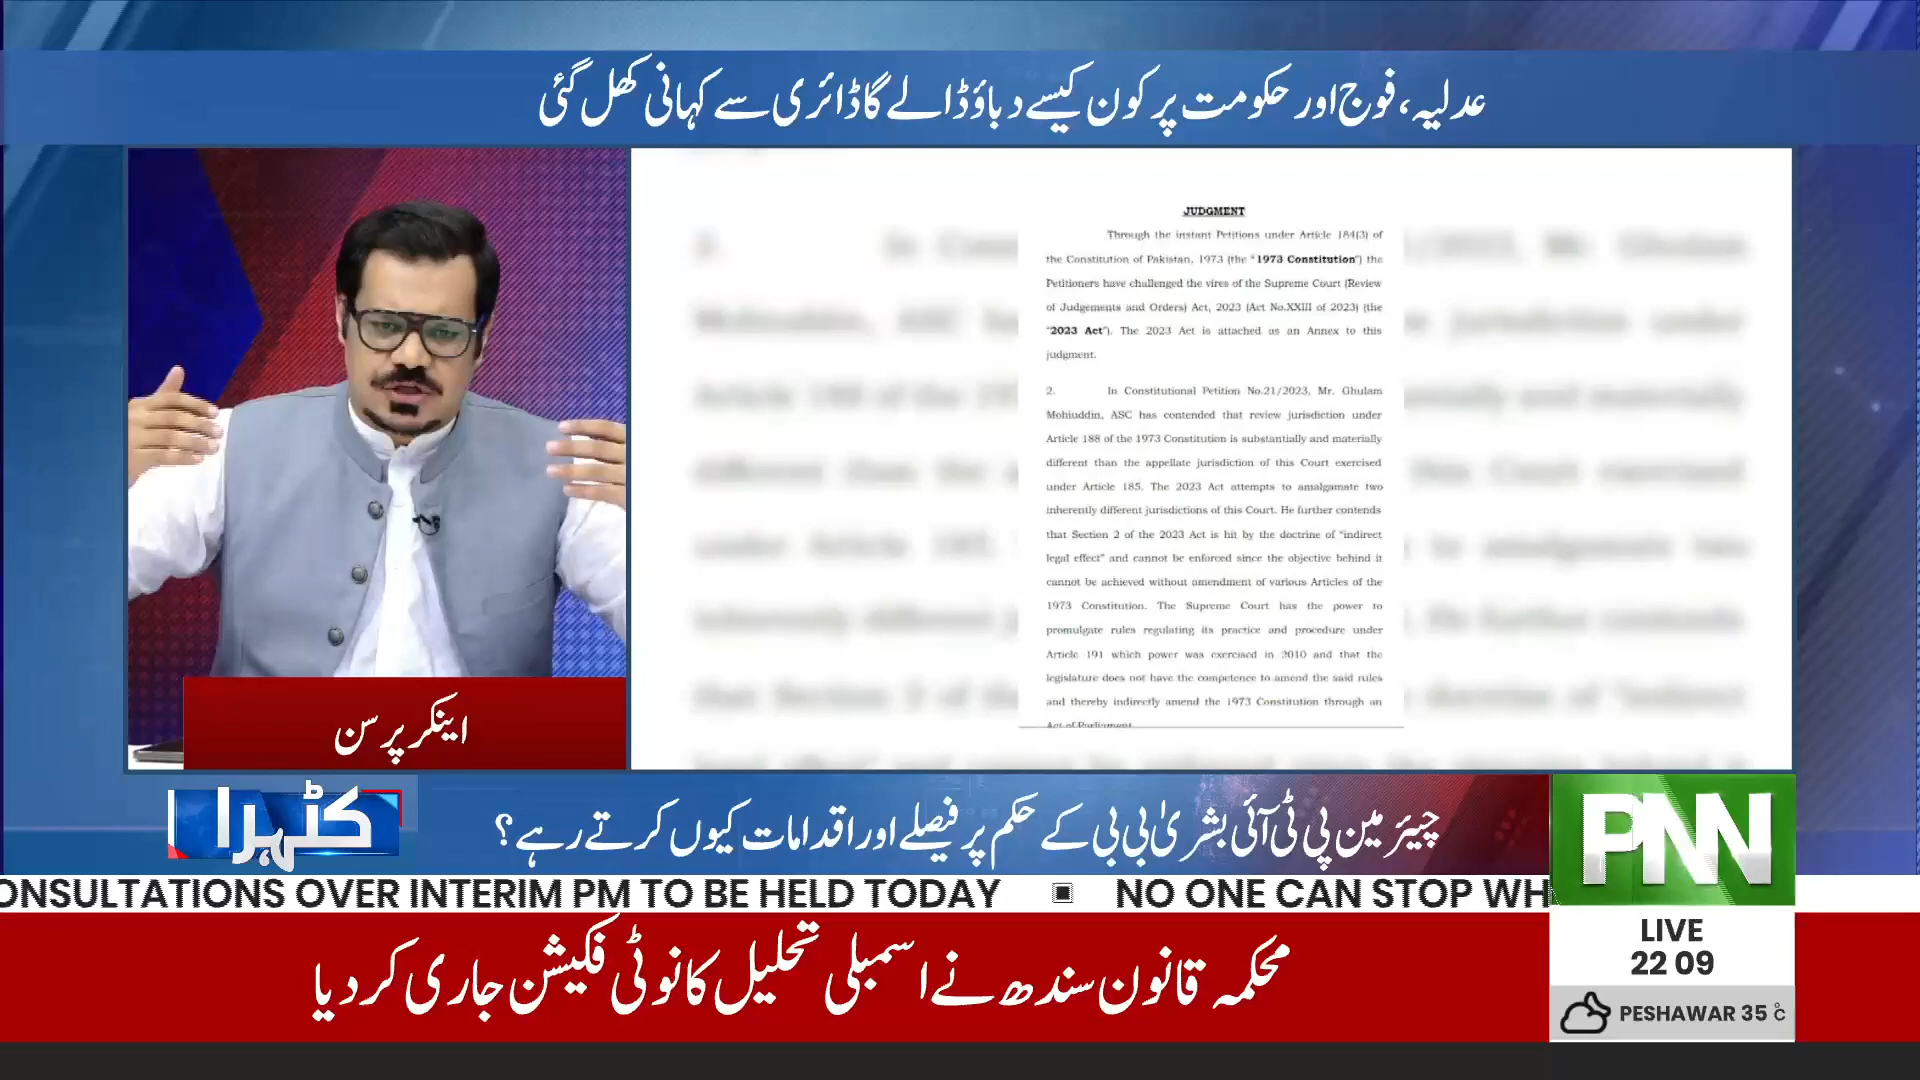 عدلیہ، فوج اور حکومت پر کون کیسے دباؤ ڈالے گا ڈائری سے کہانی کھل گئی
JUDGMENT
Through the instant Petitions under Article 184(3) of
the Constitution of Pakistan, 1973 (the "1973 Constitution") the
Petitioners have challenged the vires of the Supreme Court (Review
of Judgements and Orders) Act, 2023 (Act No.XXIII of 2023) (the
"2023 Act"). The 2023 Act is attached as an Annex to this
judgment.
2. In Constitutional Petition No.21/2023, Mr. Ghulam
Mohiuddin, ASC has contended that review jurisdiction under
Article 188 of the 1973 Constitution is substantially and materially
different than the appellate jurisdiction of this Court exercised
under Article 185. The 2023 Act attempts to amalgamate two
inherently different jurisdictions of this Court. He further contends
that Section 2 of the 2023 Act is hit by the doctrine of "indirect
legal effect" and cannot be enforced since the objective behind it
cannot be achieved without amendment of various Articles of the
1973 Constitution. The Supreme Court has the power to
promulgate rules regulating its practice and procedure under
Article 191 which power was exercised in 2010 and that the
legislature does not have the competence to amend the said rules
and thereby indirectly amend the 1973 Constitution through an
Act of Parliament
اینکر پرسن
کٹہرا
چیئرمین پی ٹی آئی بشریٰ بی بی کے حکم پر فیصلے اور اقدامات کیوں کرتے رہے؟
PNN
ONSULTATIONS OVER INTERIM PM TO BE HELD TODAY NO ONE CAN STOP WH
محکمہ قانون سندھ نے اسمبلی تحلیل کا نوٹی فکیشن جاری کر دیا
LIVE
22 09
PESHAWAR 35 °C